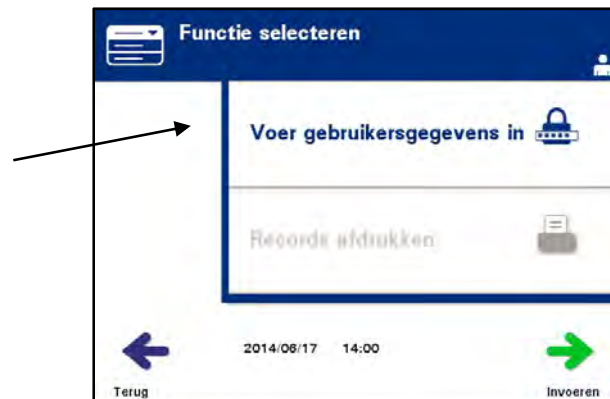 Functie selecteren
Voer gebruikersgegevens in
Records afdrukken
2014/06/17 14:00
Terug
Invoeren